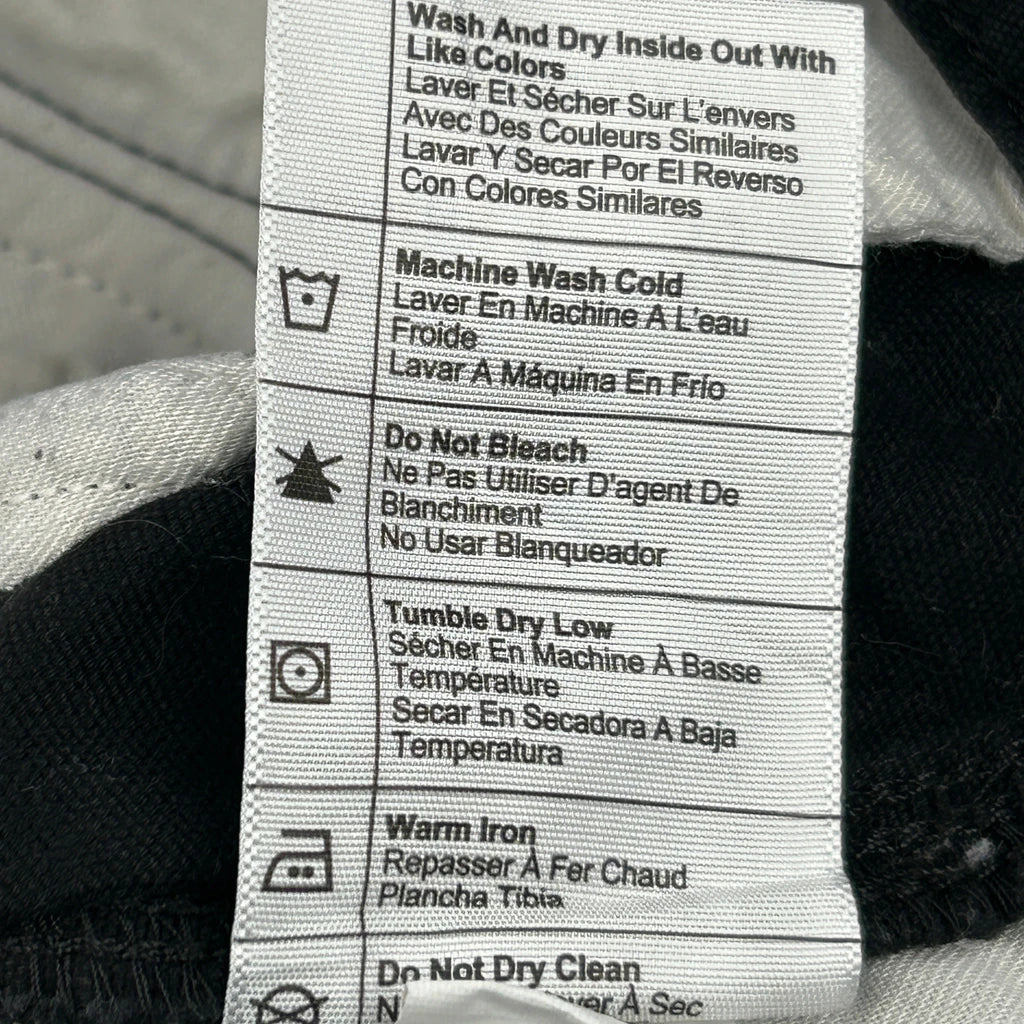 Wash And Dry Inside Out With
Like Colors
Laver Et Sécher Sur L'envers
Avec Des Couleurs Similaires
Lavar Y Secar Por El Reverso
Con Colores Similares
Machine Wash Cold
Laver En Machine À L'eau
Froide
Lavar A Máquina En Frío
Do Not Bleach
Ne Pas Utiliser D'agent De
Blanchiment
No Usar Blanqueador
Tumble Dry Low
Sécher En Machine À Basse
Température
Secar En Secadora A Baja
Temperatura
Warm Iron
Repasser À Fer Chaud
Plancha Tibia
Do Not Dry Clean
À Sec